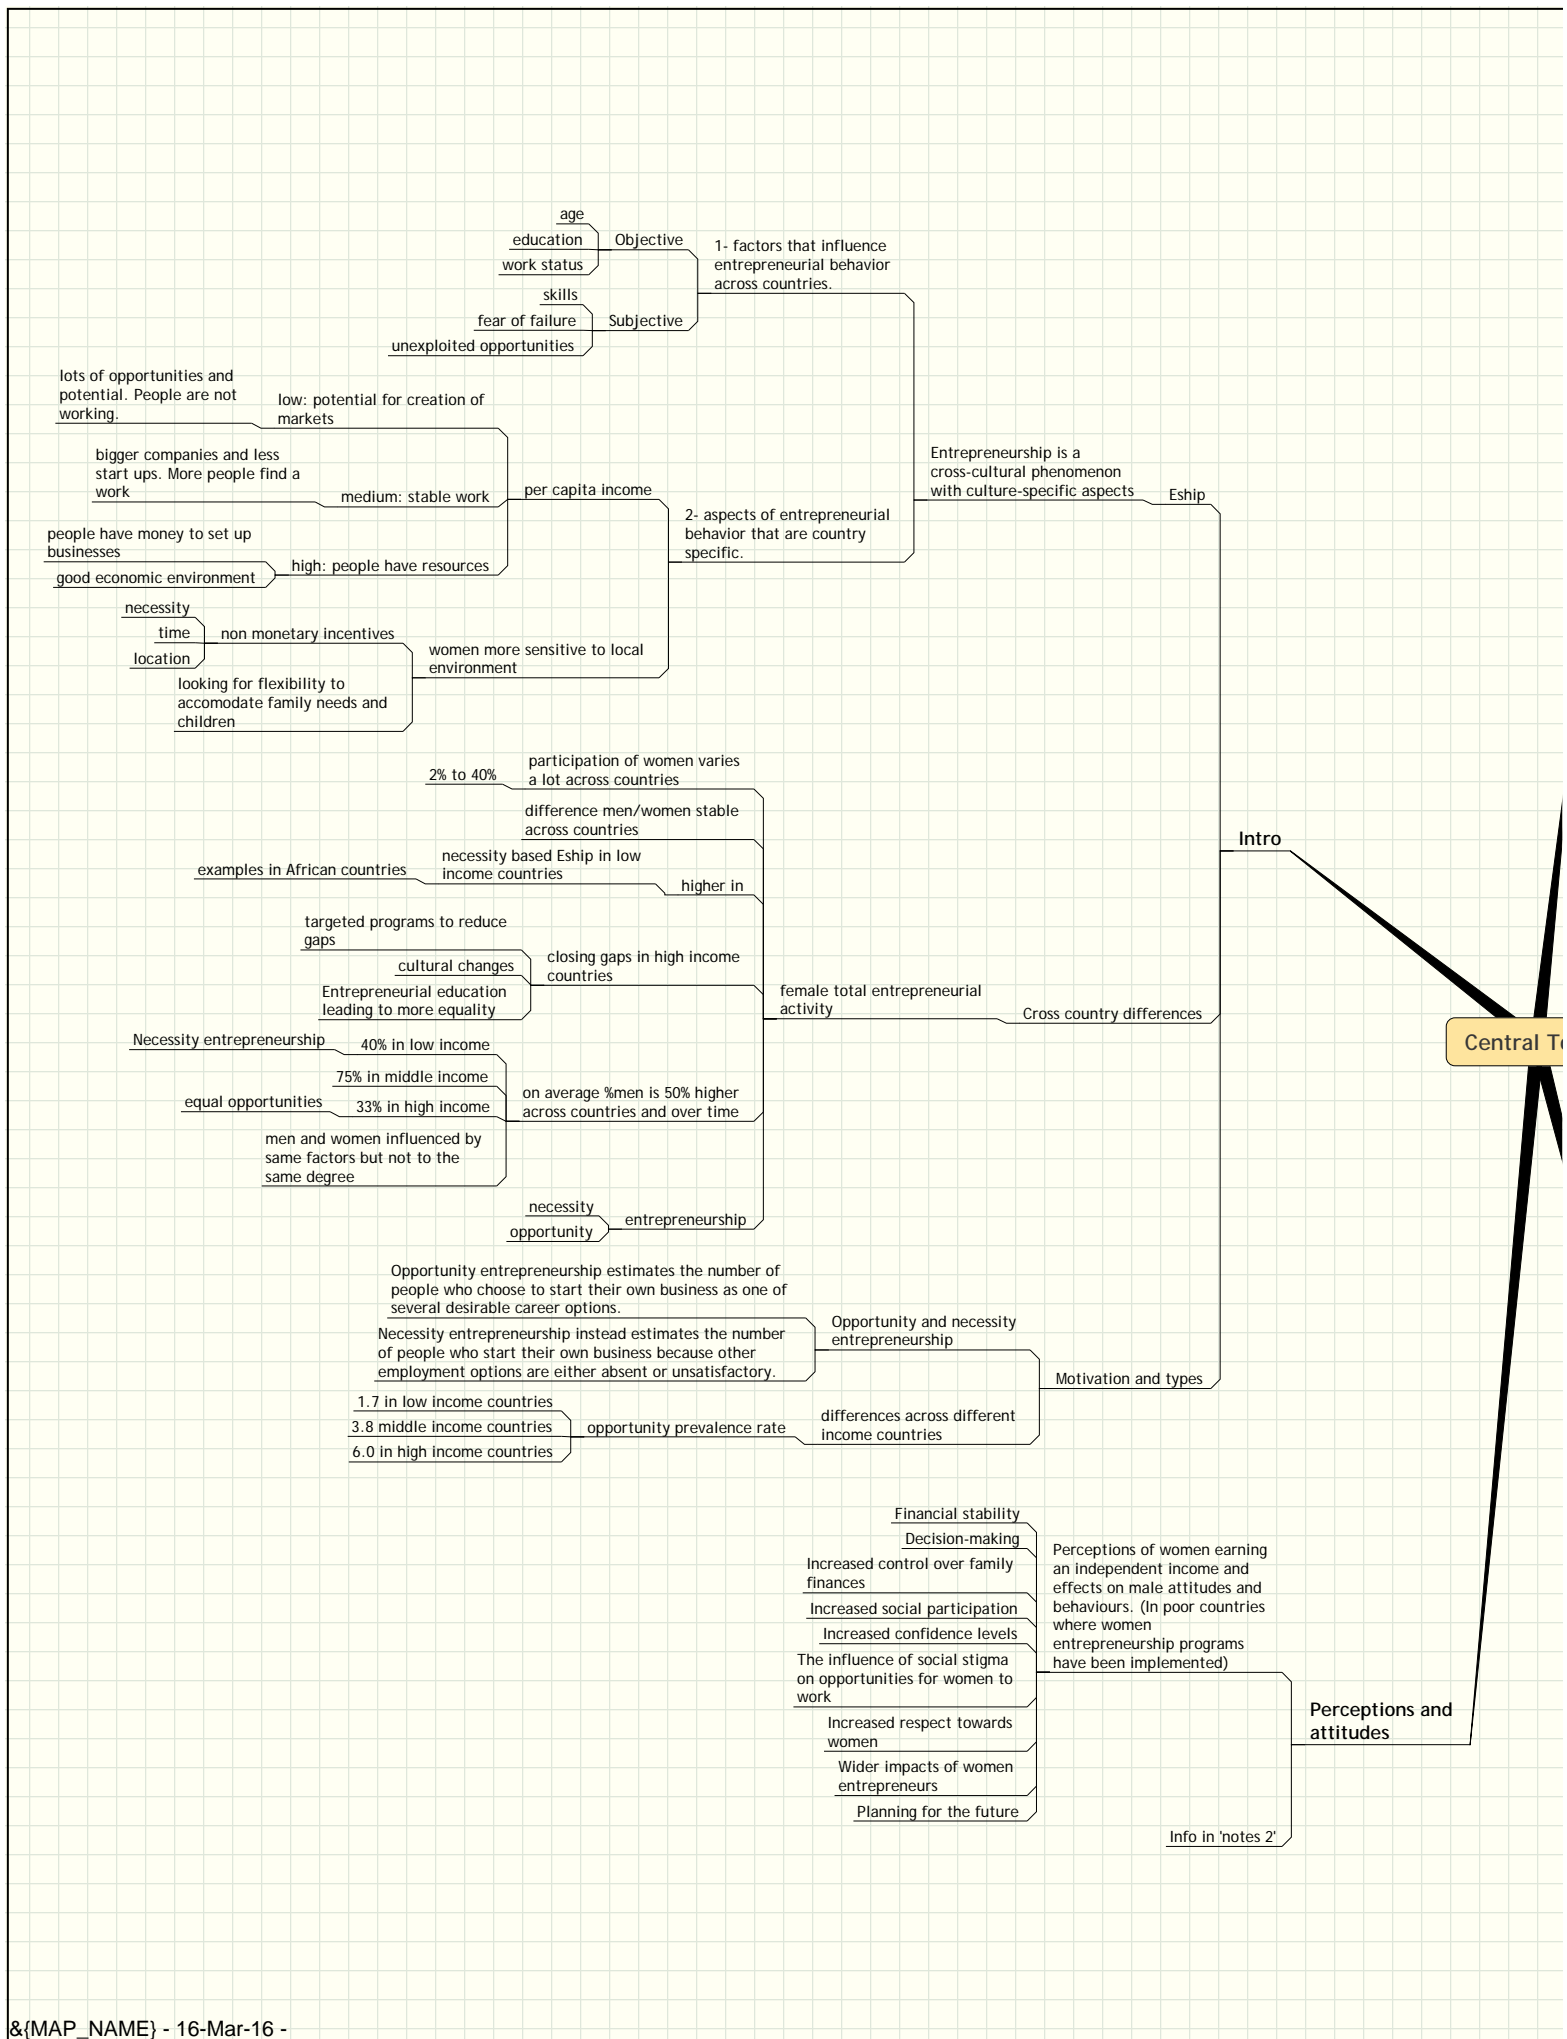 age
education
work status
Objective
skills
fear of failure
unexploited opportunities
Subjective
1- factors that influence
entrepreneurial behavior
across countries.
lots of opportunities and
potential. People are not
working.
low: potential for creation of
markets
bigger companies and less
start ups. More people find a
work
medium: stable work
people have money to set up
businesses
good economic environment
high: people have resources
per capita income
necessity
time
location
non monetary incentives
looking for flexibility to
accomodate family needs and
children
women more sensitive to local
environment
2- aspects of entrepreneurial
behavior that are country
specific.
Entrepreneurship is a
cross-cultural phenomenon
with culture-specific aspects
Eship
2% to 40%
participation of women varies
a lot across countries
difference men/women stable
across countries
examples in African countries
necessity based Eship in low
income countries
higher in
targeted programs to reduce
gaps
cultural changes
Entrepreneurial education
leading to more equality
closing gaps in high income
countries
Necessity entrepreneurship
40% in low income
75% in middle income
equal opportunities
33% in high income
men and women influenced by
same factors but not to the
same degree
on average %men is 50% higher
across countries and over time
necessity
opportunity
entrepreneurship
female total entrepreneurial
activity
Cross country differences
Opportunity entrepreneurship estimates the number of
people who choose to start their own business as one of
several desirable career options.
Necessity entrepreneurship instead estimates the number
of people who start their own business because other
employment options are either absent or unsatisfactory.
Opportunity and necessity
entrepreneurship
1.7 in low income countries
3.8 middle income countries
6.0 in high income countries
opportunity prevalence rate
differences across different
income countries
Motivation and types
Intro
Central
Financial stability
Decision-making
Increased control over family
finances
Increased social participation
Increased confidence levels
The influence of social stigma
on opportunities for women to
work
Increased respect towards
women
Wider impacts of women
entrepreneurs
Planning for the future
Perceptions of women earning
an independent income and
effects on male attitudes and
behaviours. (In poor countries
where women
entrepreneurship programs
have been implemented)
Info in 'notes 2'
Perceptions and
attitudes
&{MAP_NAME} - 16-Mar-16 -